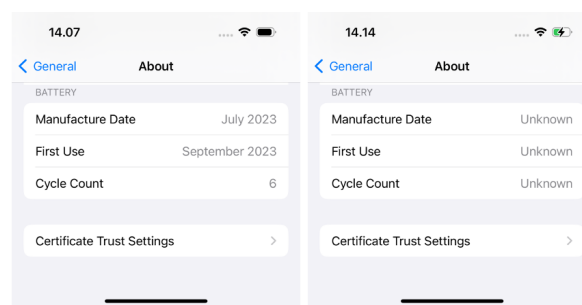 14.07
General
About
BATTERY
Manufacture Date July 2023
First Use September 2023
Cycle Count 6
Certificate Trust Settings
14.14
General
About
BATTERY
Manufacture Date Unknown
First Use Unknown
Cycle Count Unknown
Certificate Trust Settings